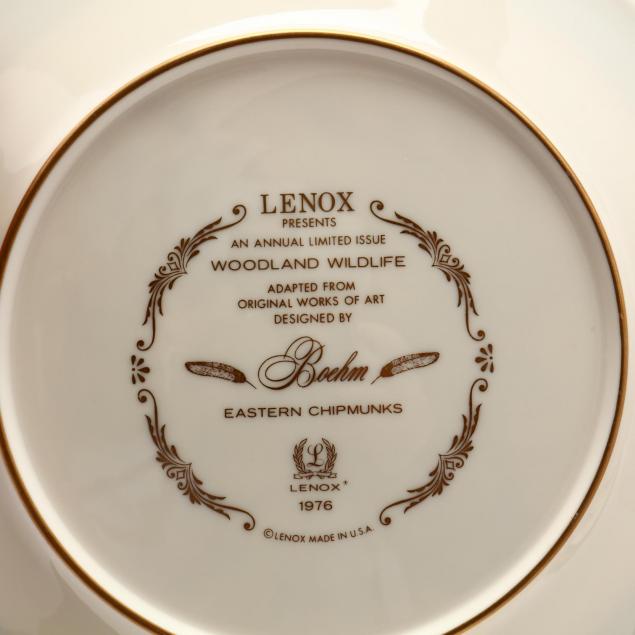 LENOX
PRESENTS
AN ANNUAL LIMITED ISSUE
WOODLAND WILDLIFE
ADAPTED FROM
ORIGINAL WORKS OF ART
DESIGNED BY
Boehm
EASTERN CHIPMUNKS
L
LENOX*
1976
©LENOX MADE IN U.S.A.